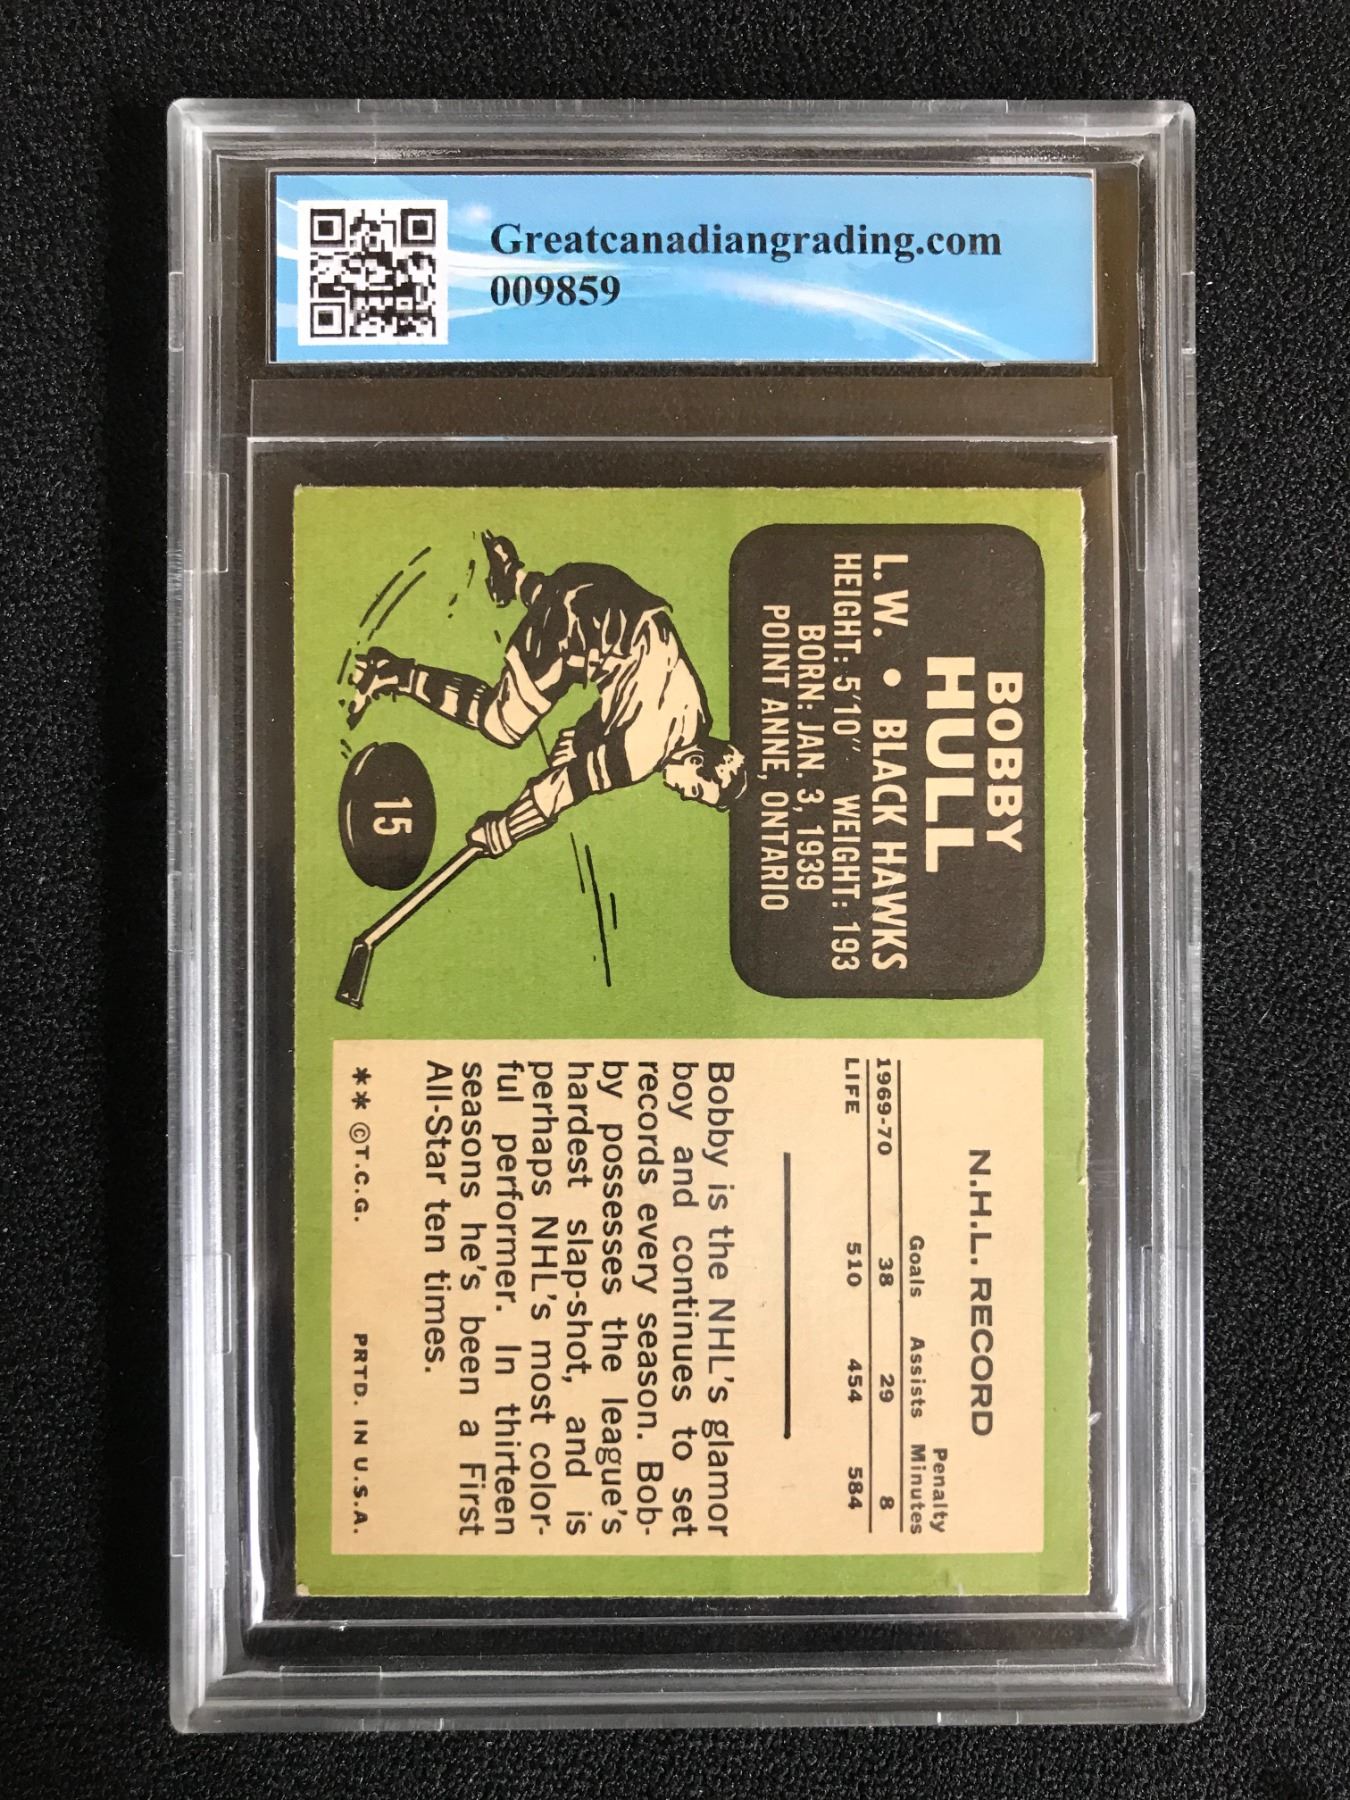 Greatcanadiangrading.com
009859
BOBBY
HULL
L.W. • BLACK HAWKS
HEIGHT: 5'10" WEIGHT: 193
BORN: JAN. 3, 1939
POINT ANNE, ONTARIO
15
N.H.L. RECORD
Penalty
Goals Assists Minutes
1969-70 38 29 8
LIFE 510 454 584
Bobby is the NHL's glamor
boy and continues to set
records every season. Bob-
by possesses the league's
hardest slap-shot, and is
perhaps NHL's most color-
ful performer. In thirteen
seasons he's been a First
All-Star ten times.
** ©T.C.G. PRTD. IN U.S.A.